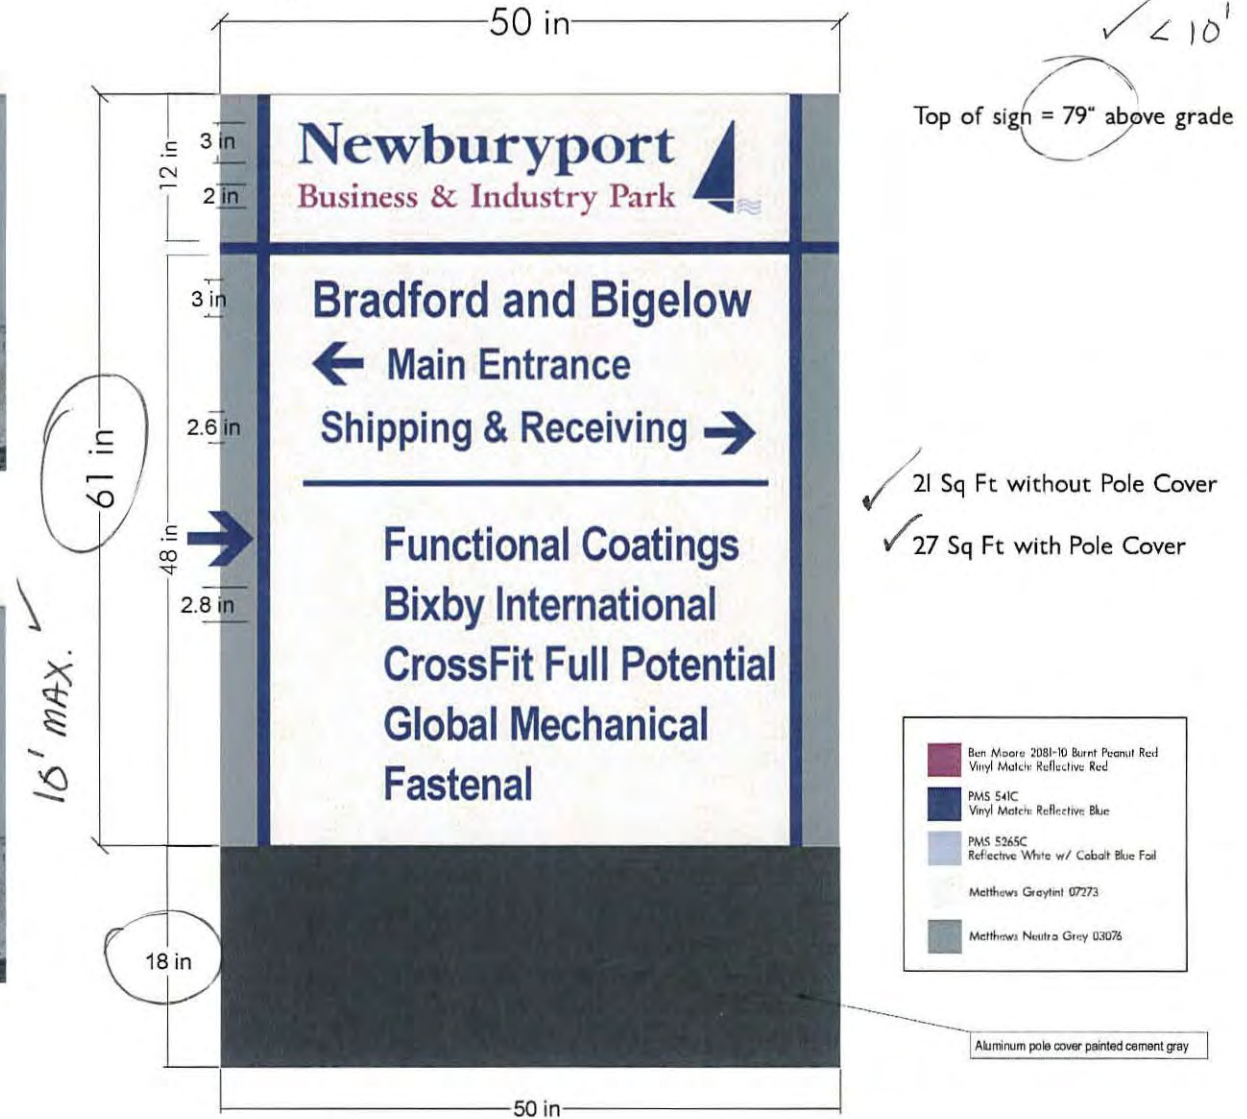 50 in
✓ < 10'
Top of sign = 79" above grade
12 in
3 in
2 in
Newburyport
Business & Industry Park
3 in
Bradford and Bigelow
← Main Entrance
2.6 in
Shipping & Receiving →
61 in
21 Sq Ft without Pole Cover
48 in
Functional Coatings
27 Sq Ft with Pole Cover
2.8 in
Bixby International
CrossFit Full Potential
MAX.
Global Mechanical
Fastenal
Ben Moore 2081-10 Burnt Peanut Red
Vinyl Match: Reflective Red
PMS 541C
Vinyl Match: Reflective Blue
PMS 5265C
Reflective White w/ Cobalt Blue Foil
Matthews Graytint 07273
Matthews Neutra Grey 03076
18 in
Aluminum pole cover painted cement gray
50 in